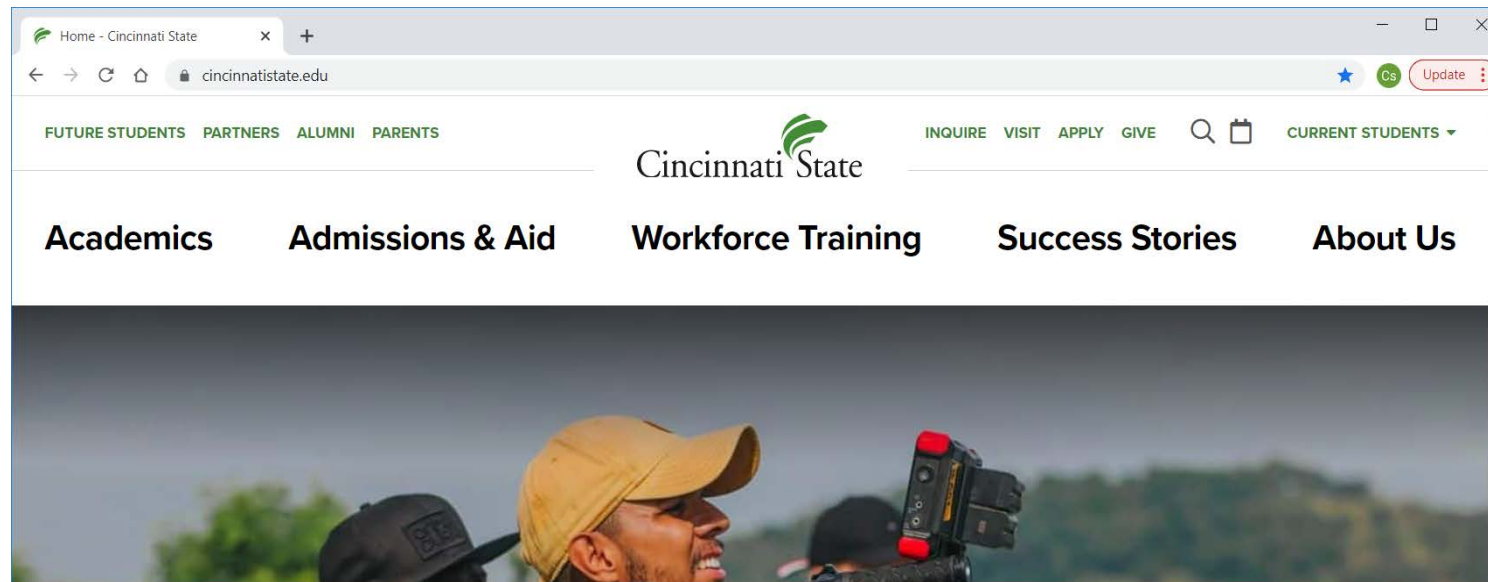 Home - Cincinnati State
cincinnatistate.edu
Cs
Update
FUTURE STUDENTS PARTNERS ALUMNI PARENTS
Cincinnati State
INQUIRE VISIT APPLY GIVE
CURRENT STUDENTS
Academics Admissions & Aid Workforce Training Success Stories About Us